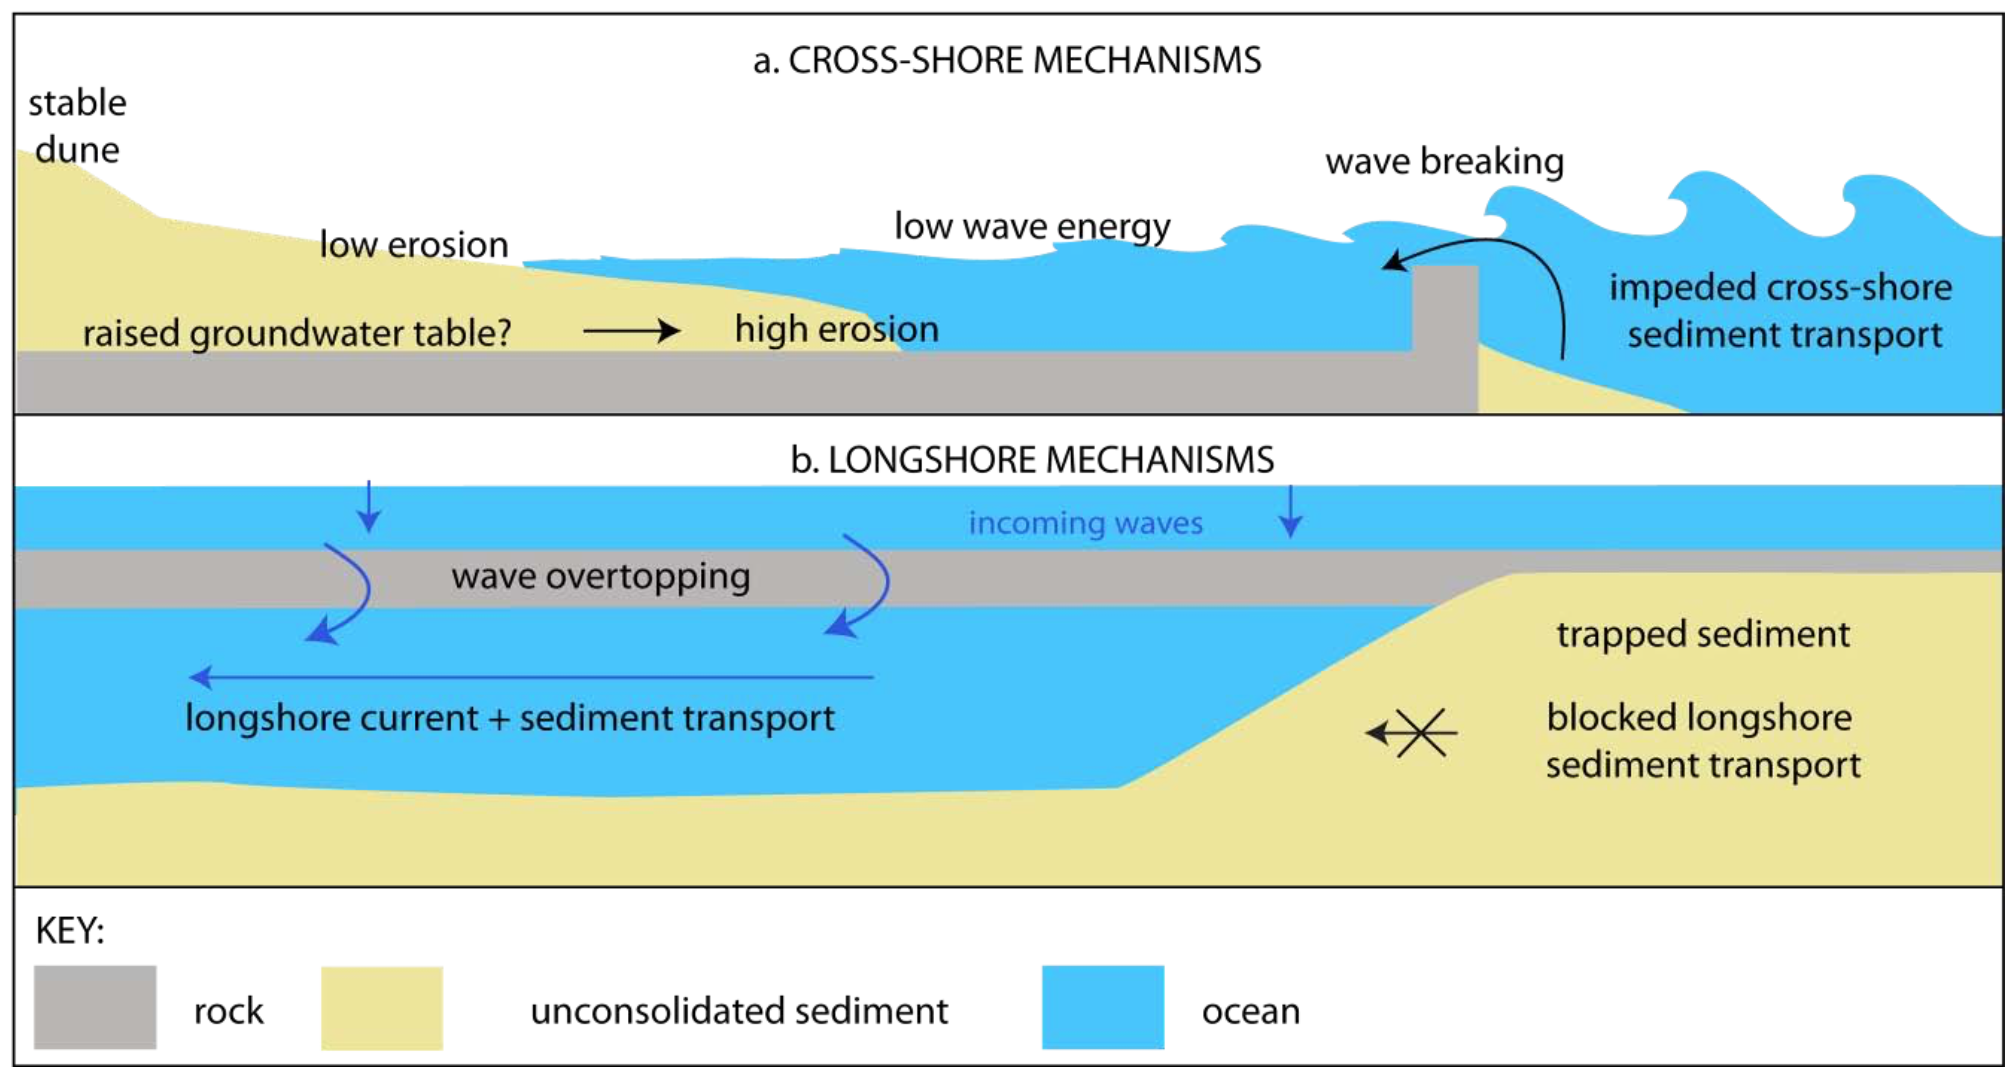 a. CROSS-SHORE MECHANISMS
stable
dune
wave breaking
low wave energy
low erosion
impeded cross-shore
sediment transport
raised groundwater table?
high erosion
b. LONGSHORE MECHANISMS
incoming waves
wave overtopping
trapped sediment
longshore current + sediment transport
blocked longshore
sediment transport
KEY:
rock
unconsolidated sediment
ocean